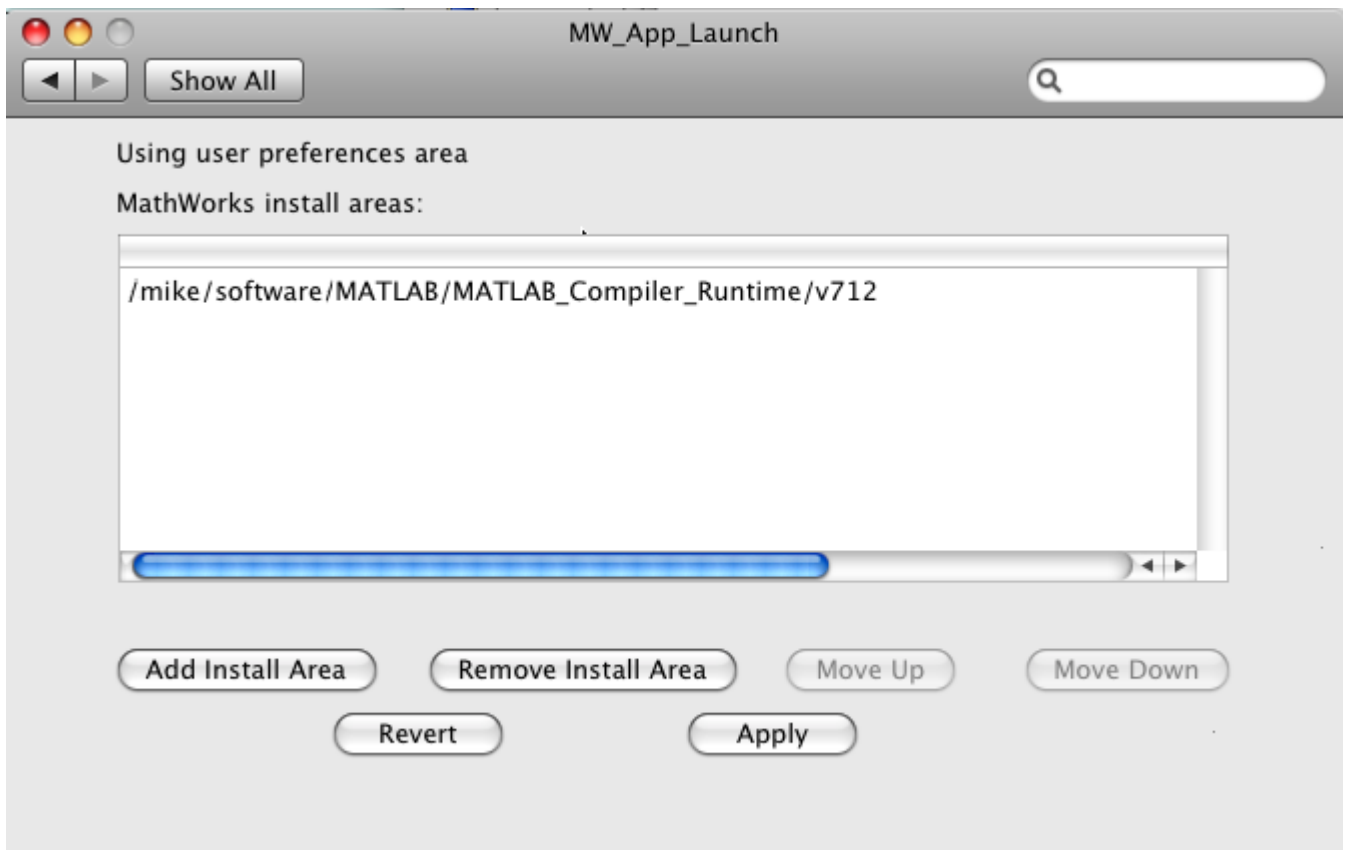 MW_App_Launch
Show All
Using user preferences area
MathWorks install areas:
/mike/software/MATLAB/MATLAB_Compiler_Runtime/v712
Add Install Area Remove Install Area Move Up Move Down
Revert Apply